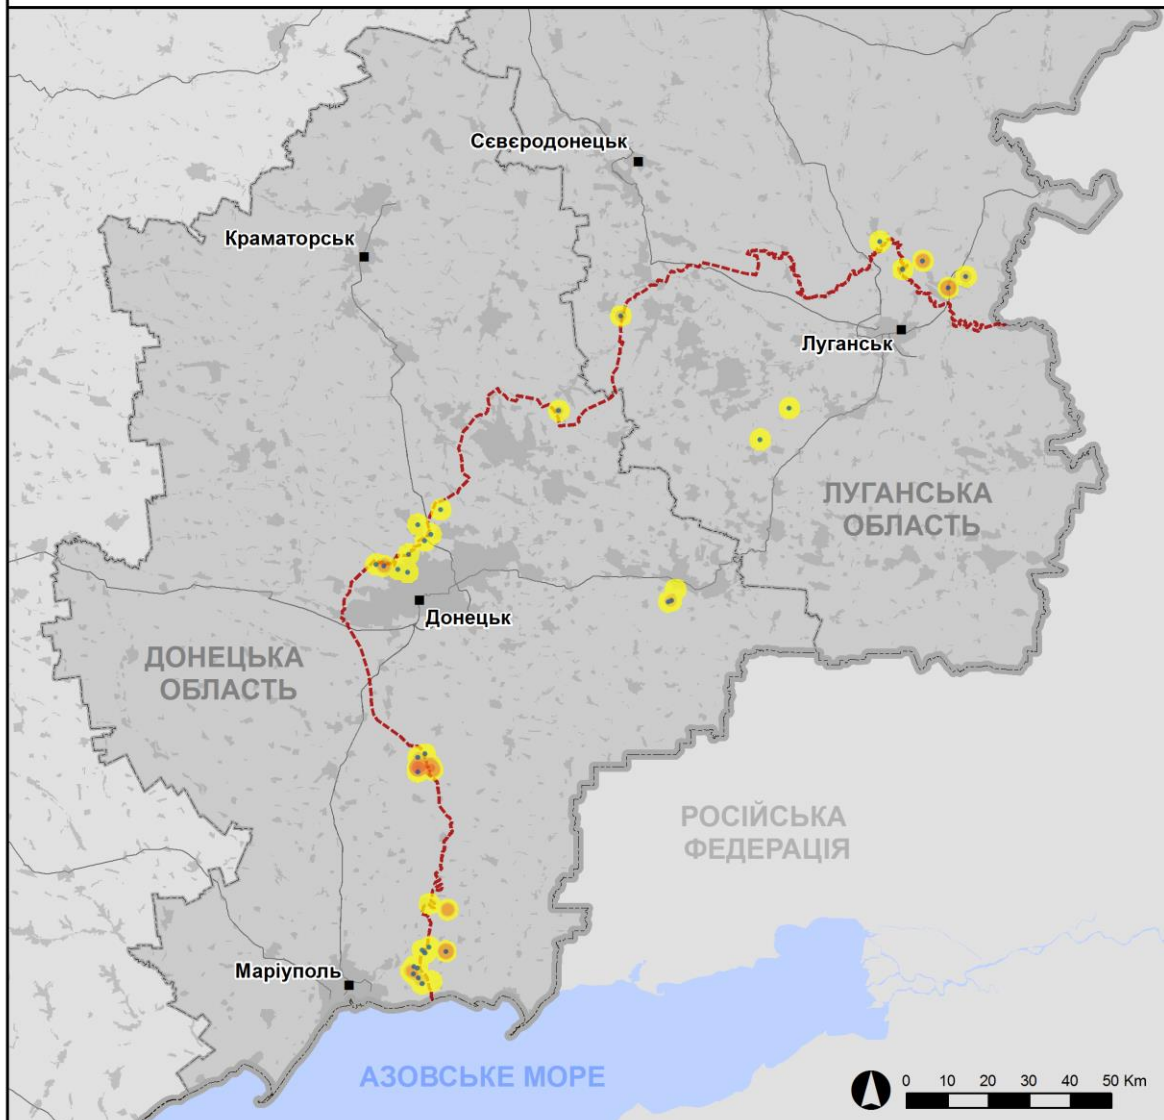 Сєвєродонецьк
Краматорськ
Луганськ
ЛУГАНСЬКА
ОБЛАСТЬ
Донецьк
ДОНЕЦЬКА
ОБЛАСТЬ
РОСІЙСЬКА
ФЕДЕРАЦІЯ
Маріуполь
АЗОВСЬКЕ МОРЕ
0 10 20 30 40 50 Km